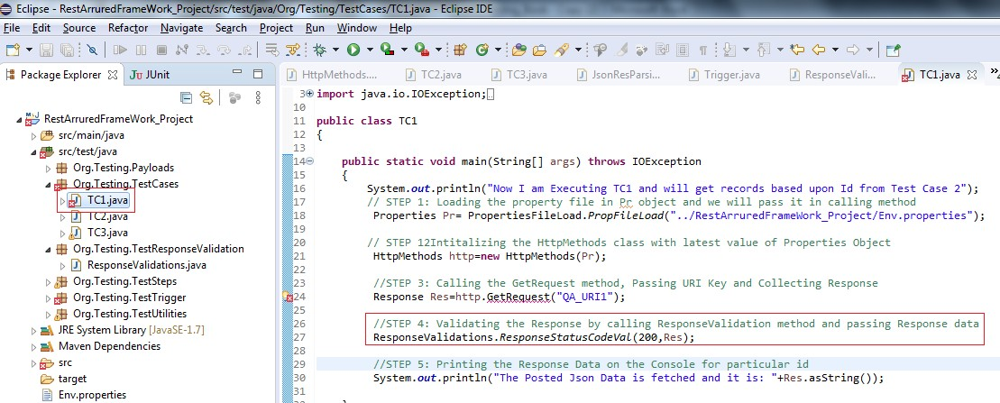 Eclipse - RestArruredFrameWork_Project/src/test/java/Org/Testing/TestCases/TC1.java - Eclipse IDE
File Edit Source Refactor Navigate Search Project Run Window Help
Package Explorer JUnit
HttpMethods.... TC2.java TC3.java JsonResParsi... Trigger.java ResponseVali... TC1.java
RestArruredFrameWork_Project
src/main/java
src/test/java
Org.Testing.Payloads
Org.Testing.TestCases
TC1.java
TC2.java
TC3.java
Org.Testing.TestResponseValidation
ResponseValidations.java
Org.Testing.TestSteps
Org.Testing.TestTrigger
Org.Testing.TestUtilities
JRE System Library [JavaSE-1.7]
Maven Dependencies
src
target
Env.properties
3 import java.io.IOException;
10
11 public class TC1
12 {
13
14 public static void main(String[] args) throws IOException
15 {
16 System.out.println("Now I am Executing TC1 and will get records based upon Id from Test Case 2");
17 // STEP 1: Loading the property file in Pr object and we will pass it in calling method
18 Properties Pr= PropertiesFileLoad.PropFileLoad("../RestArruredFrameWork_Project/Env.properties");
19
20 // STEP 12Intitalizing the HttpMethods class with latest value of Properties Object
21 HttpMethods http=new HttpMethods(Pr);
22
23 //STEP 3: Calling the GetRequest method, Passing URI Key and Collecting Response
24 Response Res=http.GetRequest("QA_URI1");
25
26 //STEP 4: Validating the Response by calling ResponseValidation method and passing Response data
27 ResponseValidations.ResponseStatusCodeVal(200,Res);
28
29 //STEP 5: Printing the Response Data on the Console for particular id
30 System.out.println("The Posted Json Data is fetched and it is: "+Res.asString());
31